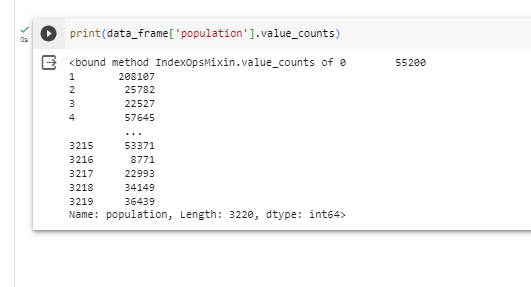 0s
print(data_frame['population'].value_counts)
<bound method IndexOpsMixin.value_counts of 0        55200
1       208107
2        25782
3        22527
4        57645
         ...
3215     53371
3216      8771
3217     22993
3218     34149
3219     36439
Name: population, Length: 3220, dtype: int64>